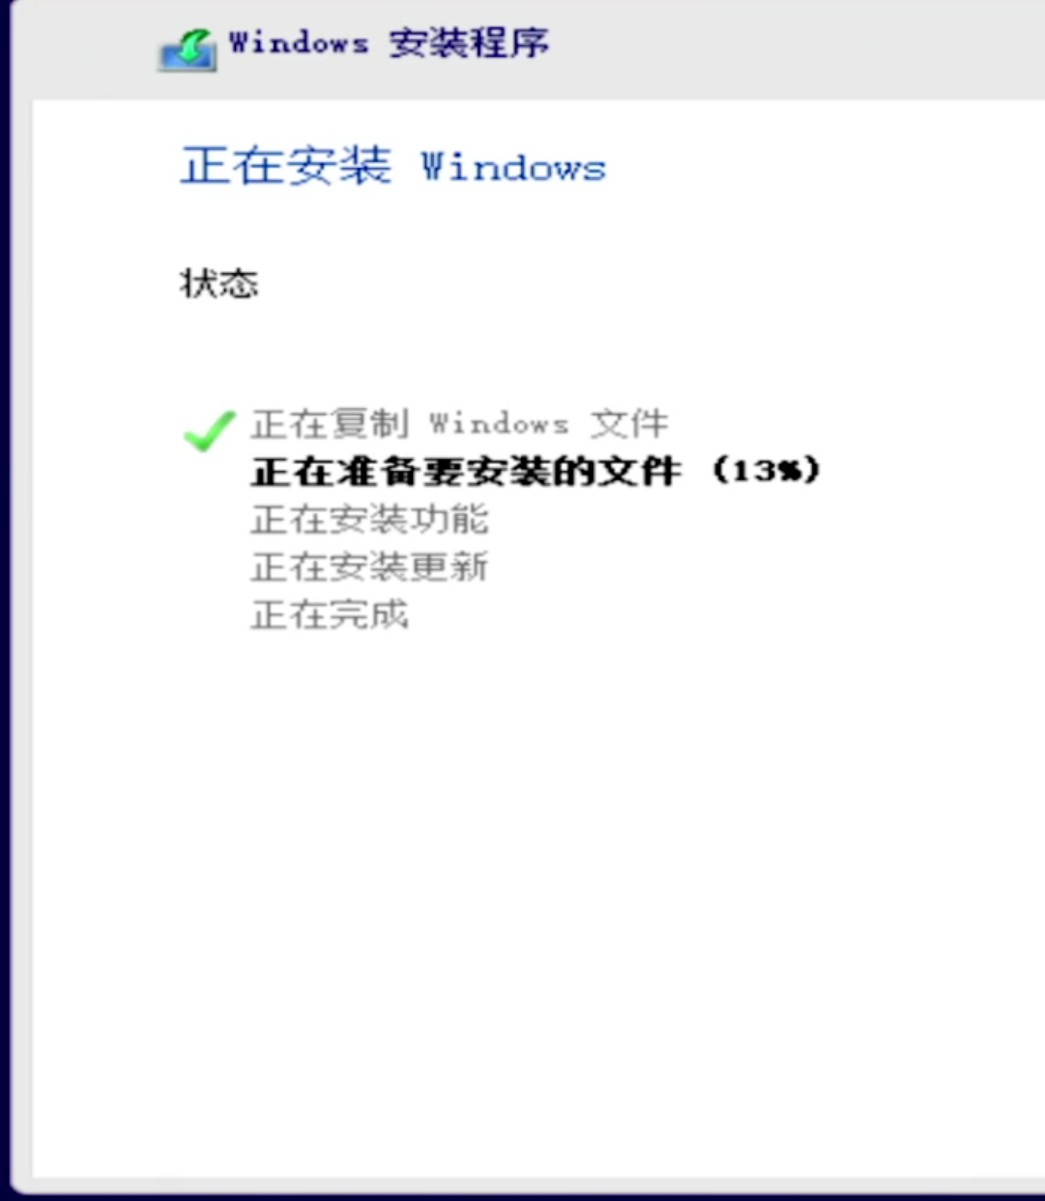 Windows 安装程序
正在安装 Windows
状态
正在复制 Windows 文件
正在准备要安装的文件 (13%)
正在安装功能
正在安装更新
正在完成